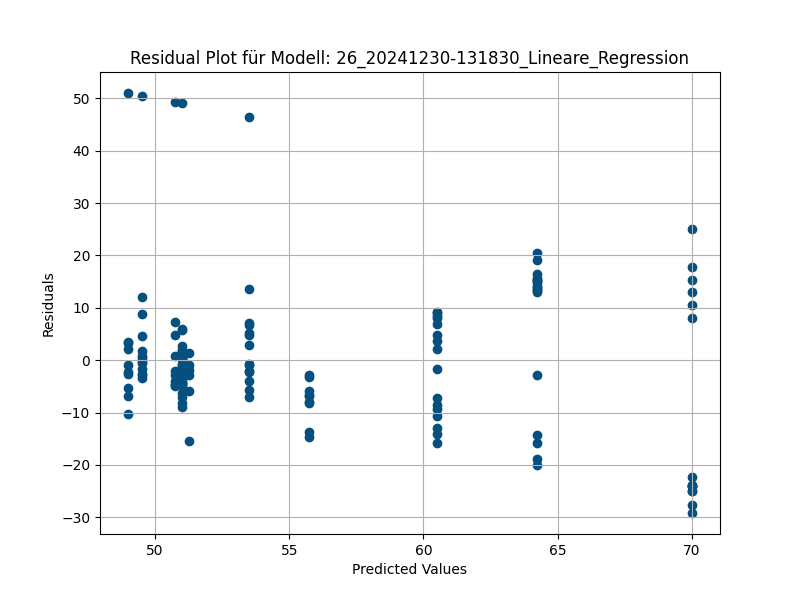 Residual Plot für Modell: 26_20241230-131830_Lineare_Regression
50
40
30
20
10
0
−10
−20
−30
Residuals
50 55 60 65 70
Predicted Values